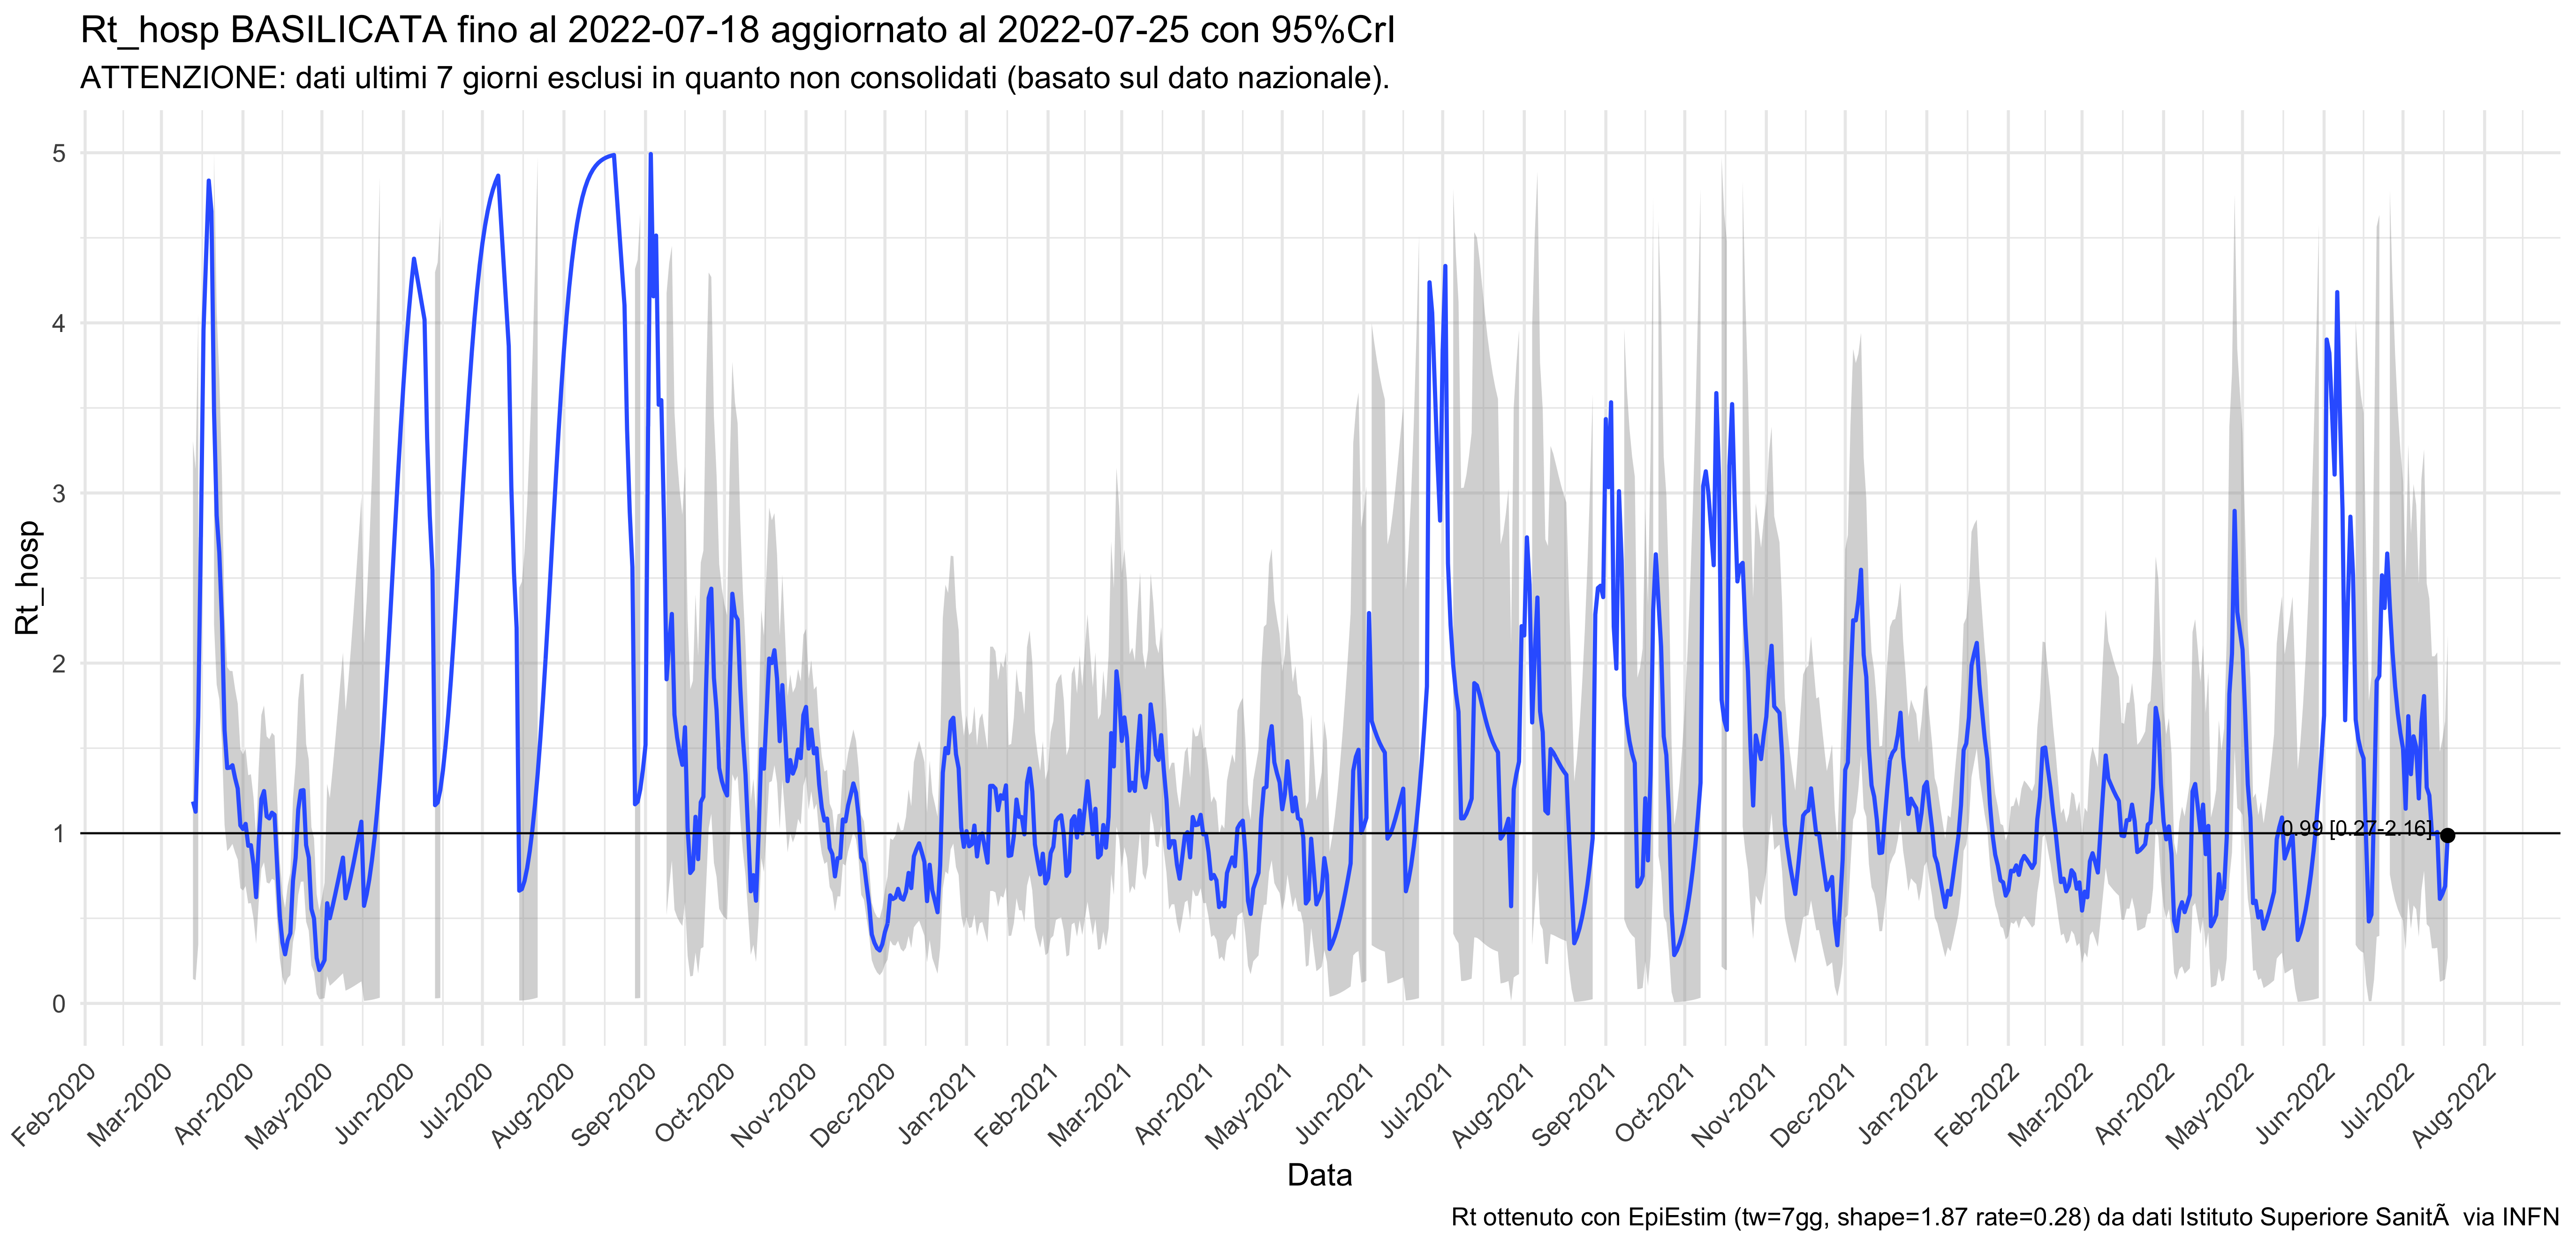 Rt_hosp BASILICATA fino al 2022-07-18 aggiornato al 2022-07-25 con 95%CrI
ATTENZIONE: dati ultimi 7 giorni esclusi in quanto non consolidati (basato sul dato nazionale).
Rt_hosp
5
4
3
2
1
0
0.99 [0.27-2.16]
Feb-2020
Mar-2020
Apr-2020
May-2020
Jun-2020
Jul-2020
Aug-2020
Sep-2020
Oct-2020
Nov-2020
Dec-2020
Jan-2021
Feb-2021
Mar-2021
Apr-2021
May-2021
Jun-2021
Jul-2021
Aug-2021
Sep-2021
Oct-2021
Nov-2021
Dec-2021
Jan-2022
Feb-2022
Mar-2022
Apr-2022
May-2022
Jun-2022
Jul-2022
Aug-2022
Data
Rt ottenuto con EpiEstim (tw=7gg, shape=1.87 rate=0.28) da dati Istituto Superiore SanitÃ  via INFN